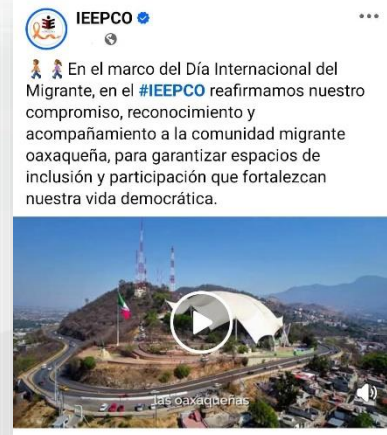 IEEPCO
En el marco del Día Internacional del
Migrante, en el #IEEPCO reafirmamos nuestro
compromiso, reconocimiento y
acompañamiento a la comunidad migrante
oaxaqueña, para garantizar espacios de
inclusión y participación que fortalezcan
nuestra vida democrática.
las oaxaqueñas